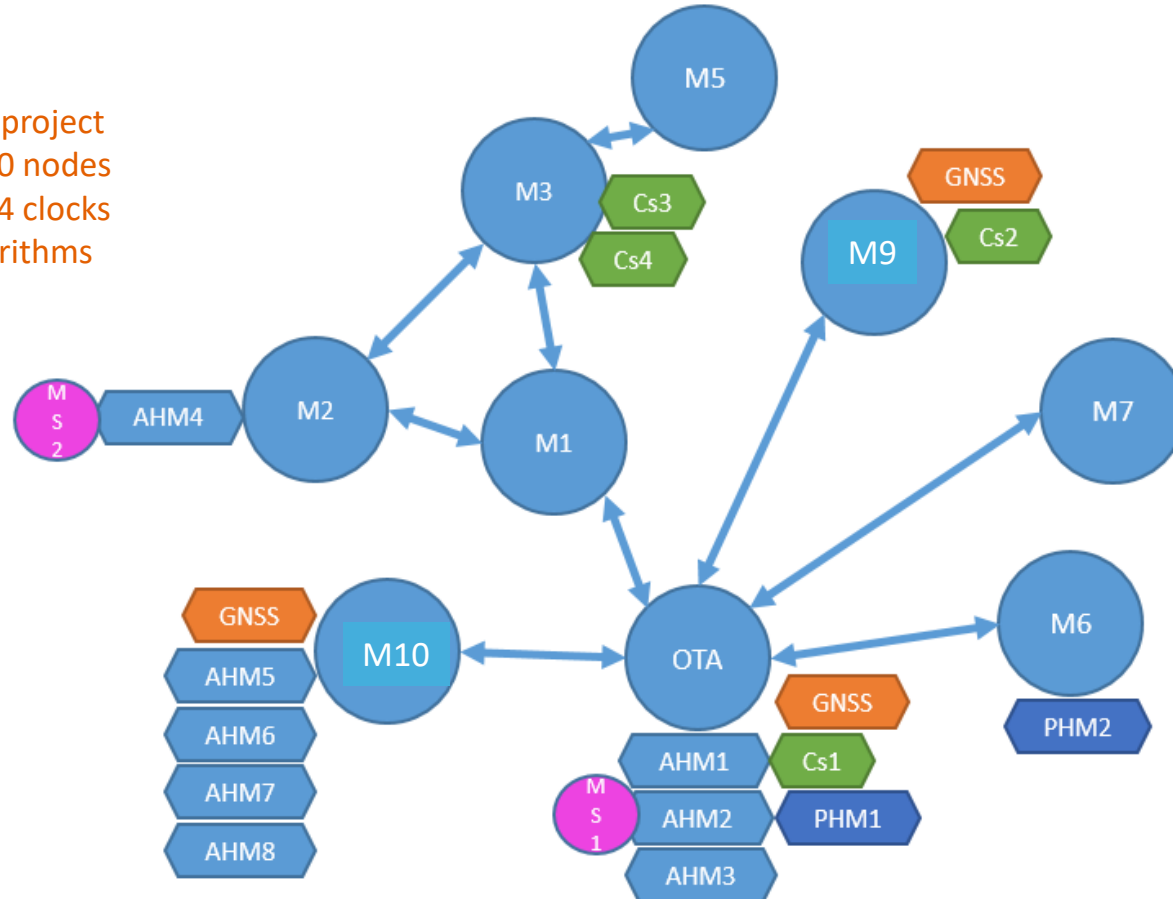 project
0 nodes
4 clocks
rithms
M5
M3
Cs3
Cs4
GNSS
M9
Cs2
M
S
2
AHM4
M2
M1
M7
GNSS
M10
AHM5
AHM6
AHM7
AHM8
OTA
M6
PHM2
GNSS
AHM1
Cs1
M
S
1
AHM2
PHM1
AHM3